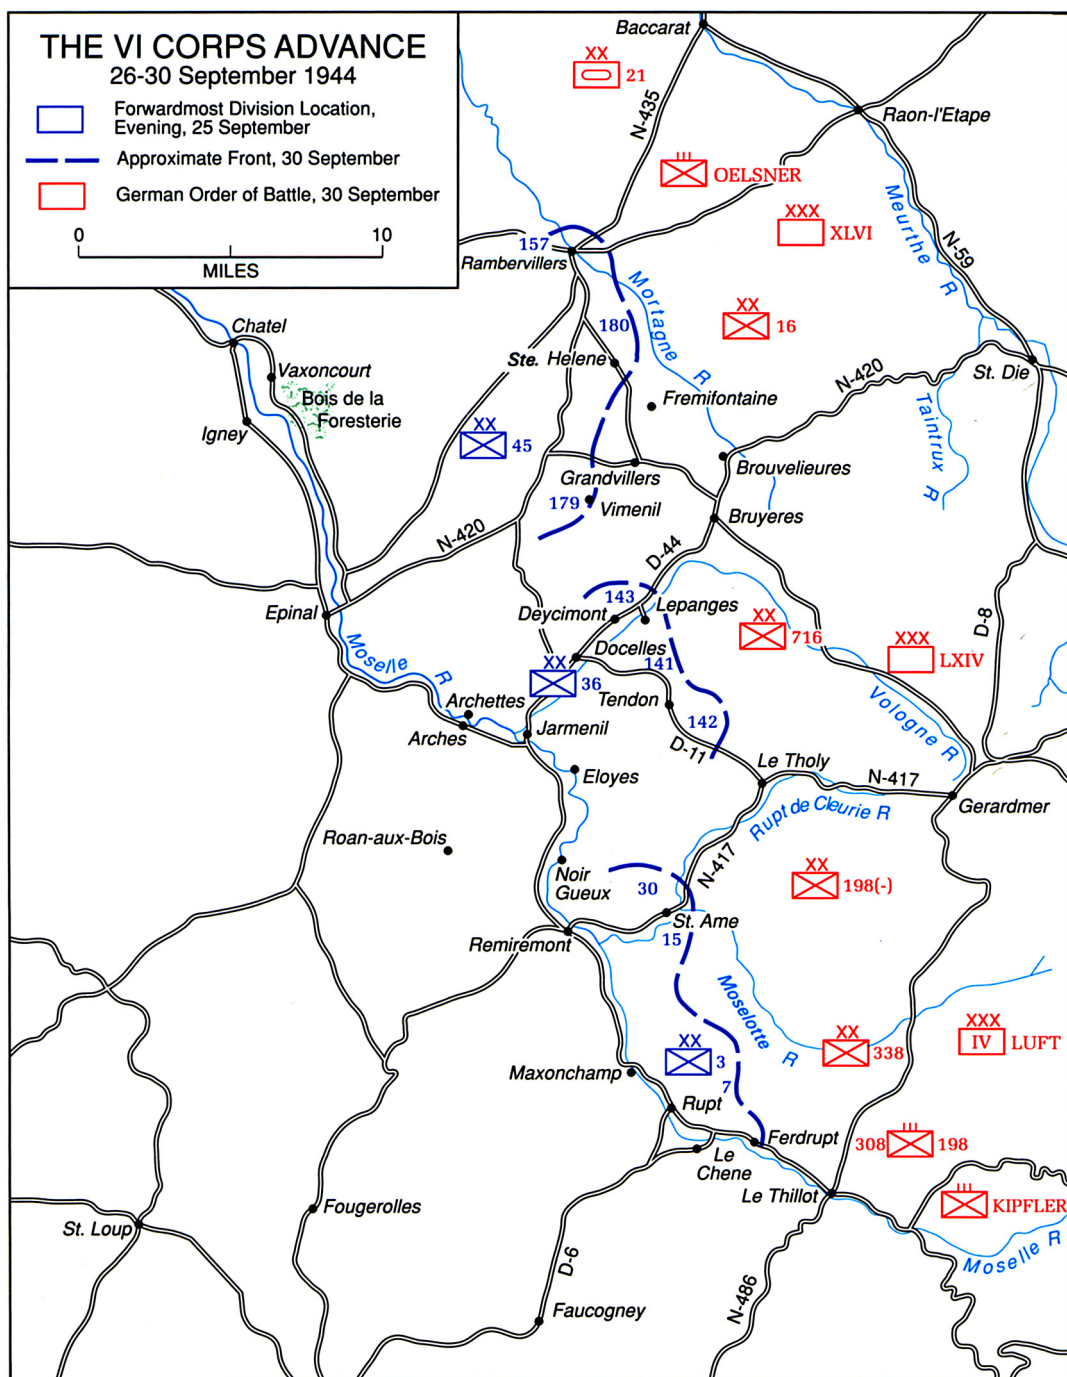 THE VI CORPS ADVANCE
26-30 September 1944
Forwardmost Division Location,
Evening, 25 September
Approximate Front, 30 September
German Order of Battle, 30 September
0 10
MILES
Baccarat
XX
21
N-435
Raon-l'Etape
III
OELSNER
XXX
XLVI
Meurthe R
N-59
157
Rambervillers
Mortagne R
180
XX
16
Chatel
Ste. Helene
N-420
St. Die
Vaxoncourt
Bois de la
Foresterie
Fremifontaine
Taintrux R
Igney
XX
45
Brouvelieures
Grandvillers
179
Vimenil
Bruyeres
N-420
D-44
143
Deycimont
Lepanges
Epinal
XX
716
D-8
Moselle R
Docelles
XXX
LXIV
XX
36
141
Tendon
Vologne R
Archettes
142
Arches
Jarmenil
D-11
Le Tholy
Eloyes
N-417
Gerardmer
Rupt de Cleurie R
Roan-aux-Bois
Noir
Gueux
N-417
30
XX
198(-)
St. Ame
Remiremont
15
Moselotte R
XXX
IV
LUFT
XX
3
XX
338
Maxonchamp
7
Rupt
Ferdrupt
III
308
198
Le
Chene
Le Thillot
III
KIPFLER
Fougerolles
St. Loup
Moselle R
D-6
N-486
Faucogney